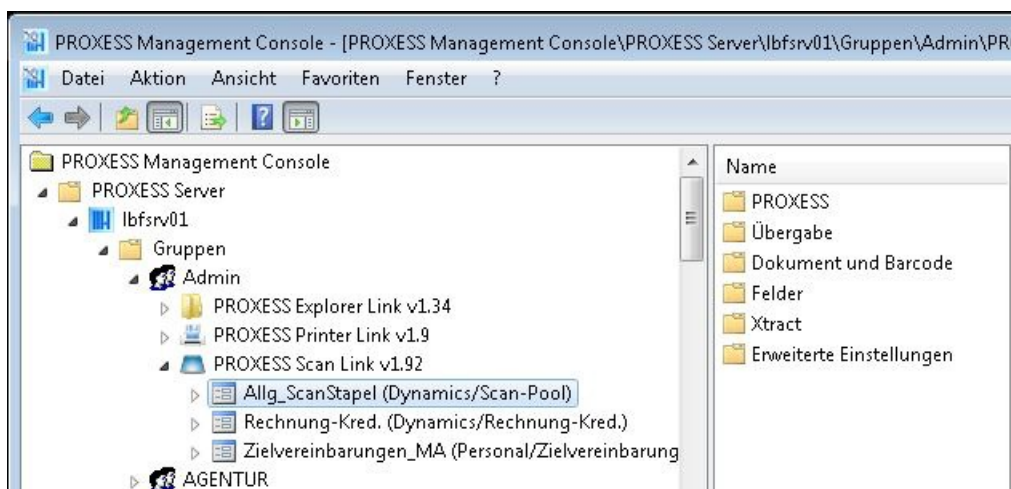 PROXESS Management Console - [PROXESS Management Console\PROXESS Server\lbfsrv01\Gruppen\Admin\PR
Datei Aktion Ansicht Favoriten Fenster ?
PROXESS Management Console
PROXESS Server
lbfsrv01
Gruppen
Admin
PROXESS Explorer Link v1.34
PROXESS Printer Link v1.9
PROXESS Scan Link v1.92
Allg_ScanStapel (Dynamics/Scan-Pool)
Rechnung-Kred. (Dynamics/Rechnung-Kred.)
Zielvereinbarungen_MA (Personal/Zielvereinbarung
AGENTUR
Name
PROXESS
Übergabe
Dokument und Barcode
Felder
Xtract
Erweiterte Einstellungen